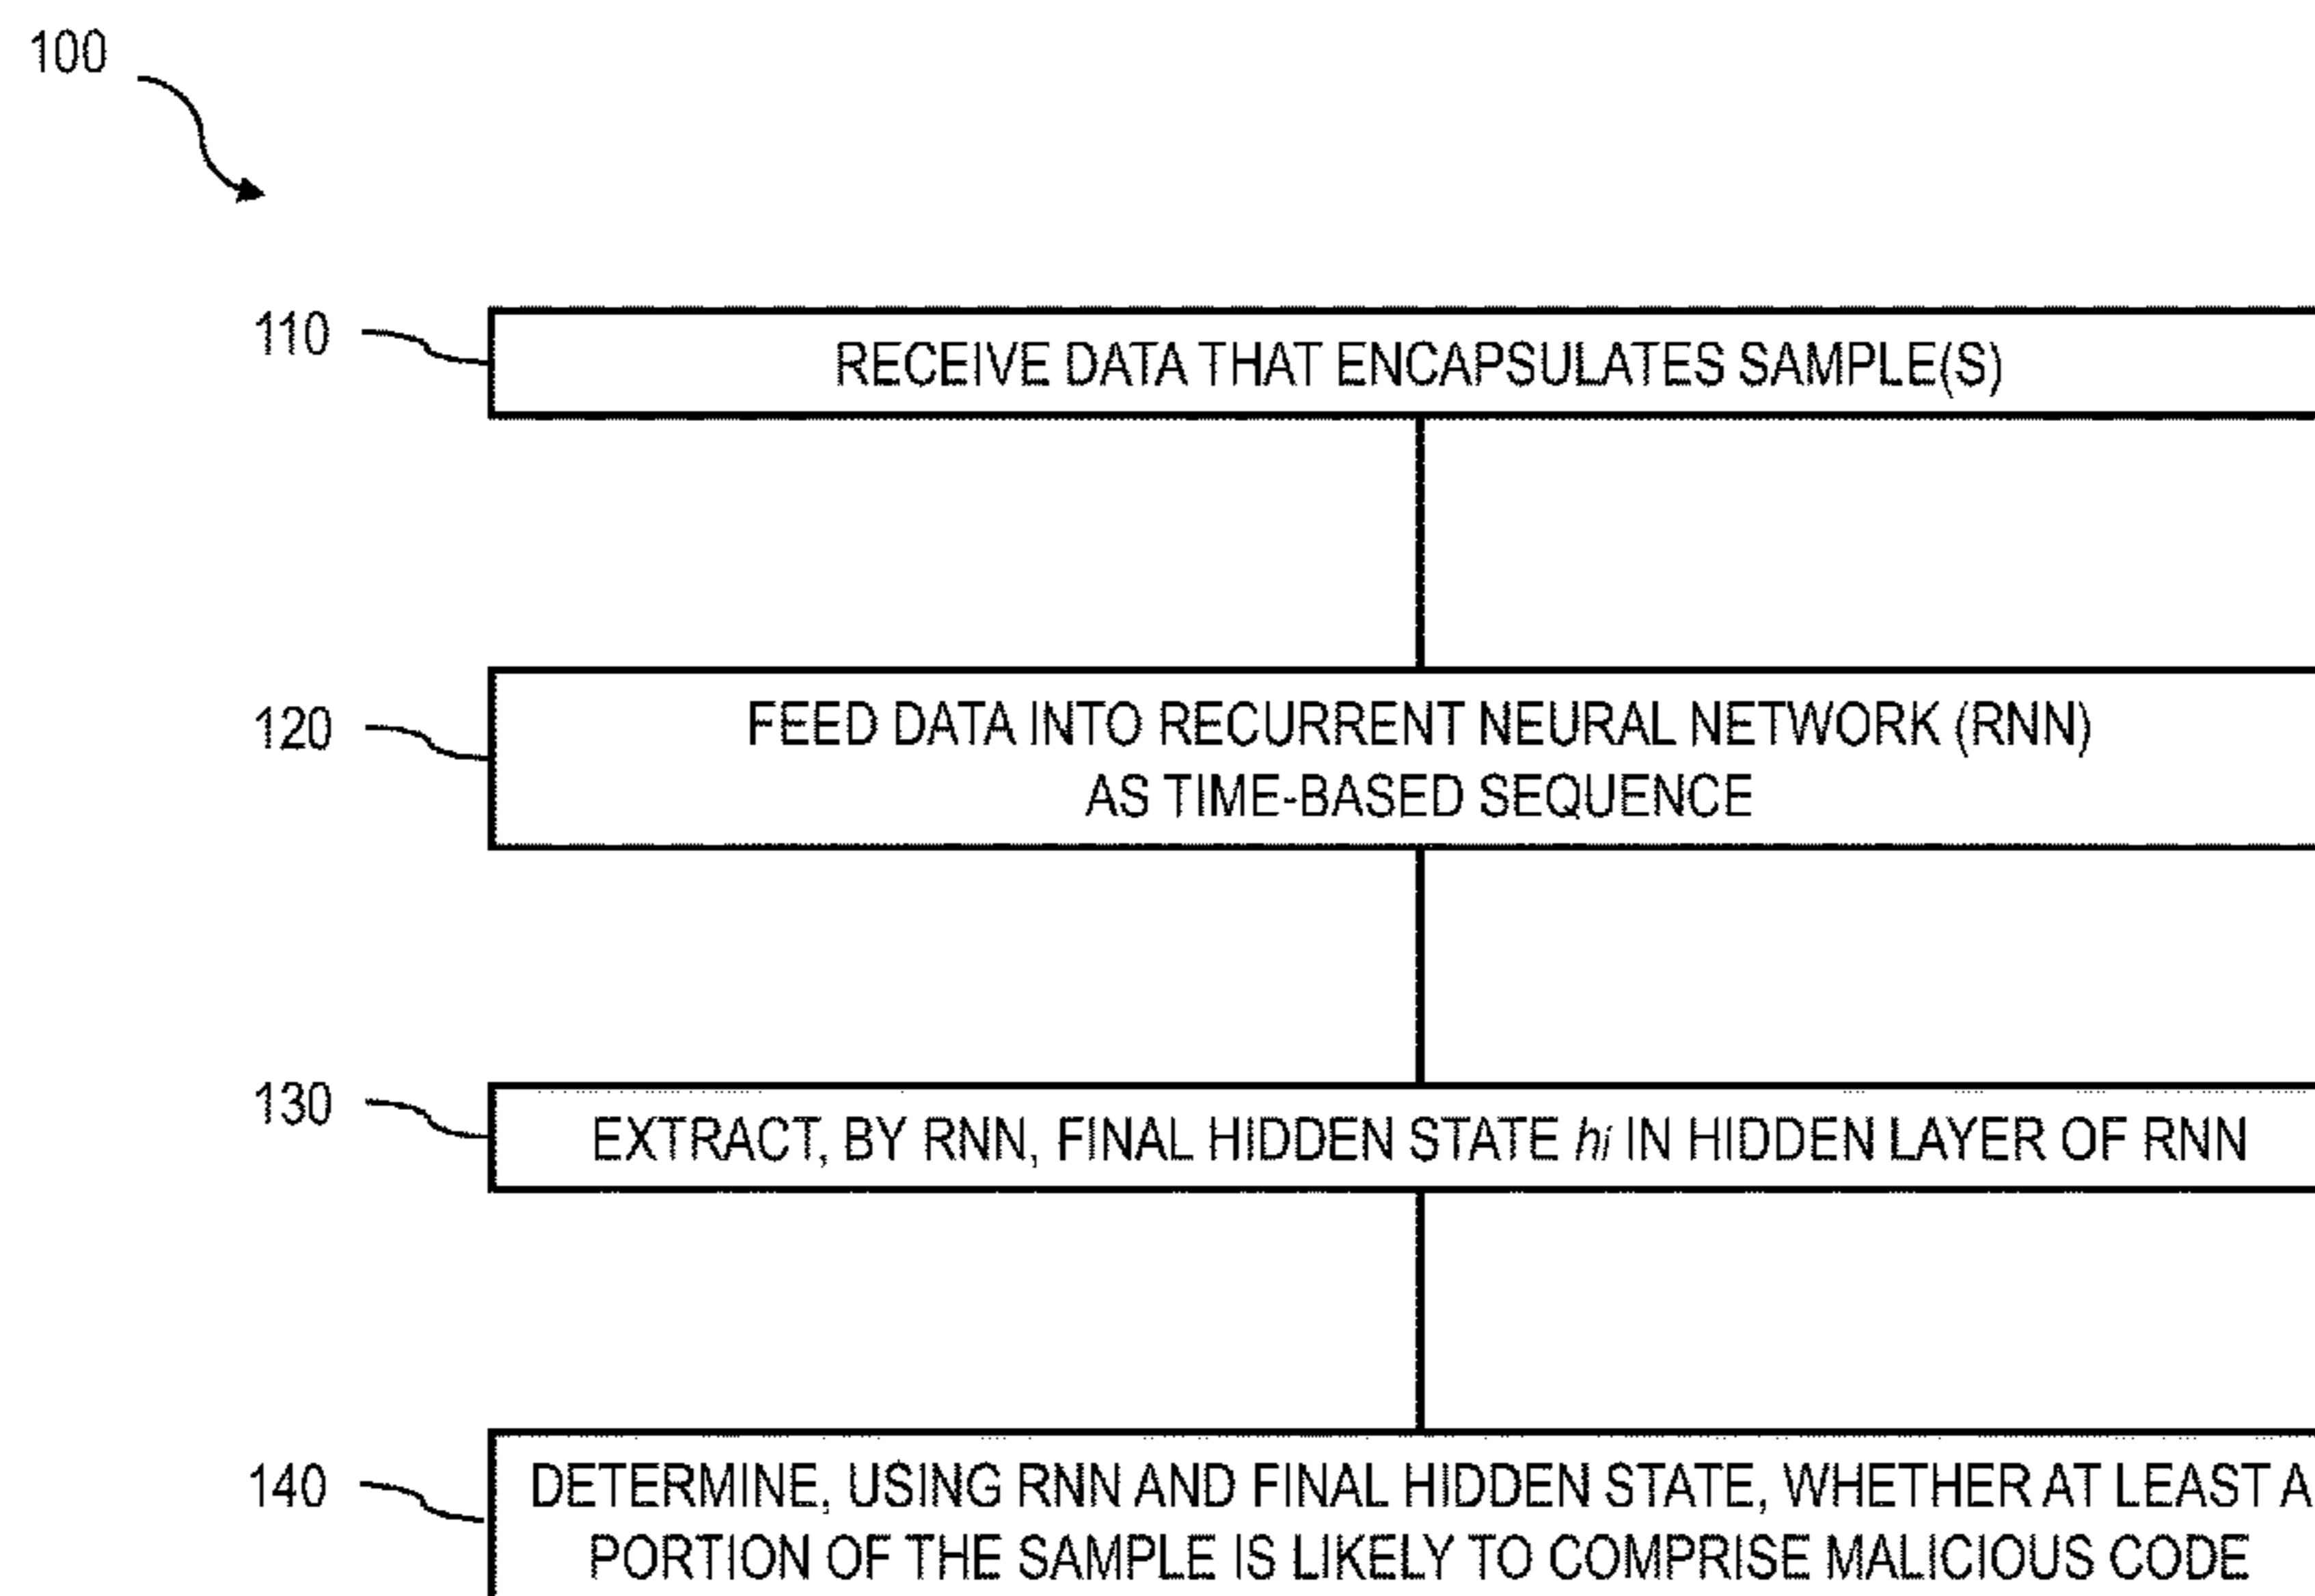 100
110
RECEIVE DATA THAT ENCAPSULATES SAMPLE(S)
120
FEED DATA INTO RECURRENT NEURAL NETWORK (RNN)
AS TIME-BASED SEQUENCE
130
EXTRACT, BY RNN, FINAL HIDDEN STATE hi IN HIDDEN LAYER OF RNN
140
DETERMINE, USING RNN AND FINAL HIDDEN STATE, WHETHER AT LEAST A
PORTION OF THE SAMPLE IS LIKELY TO COMPRISE MALICIOUS CODE